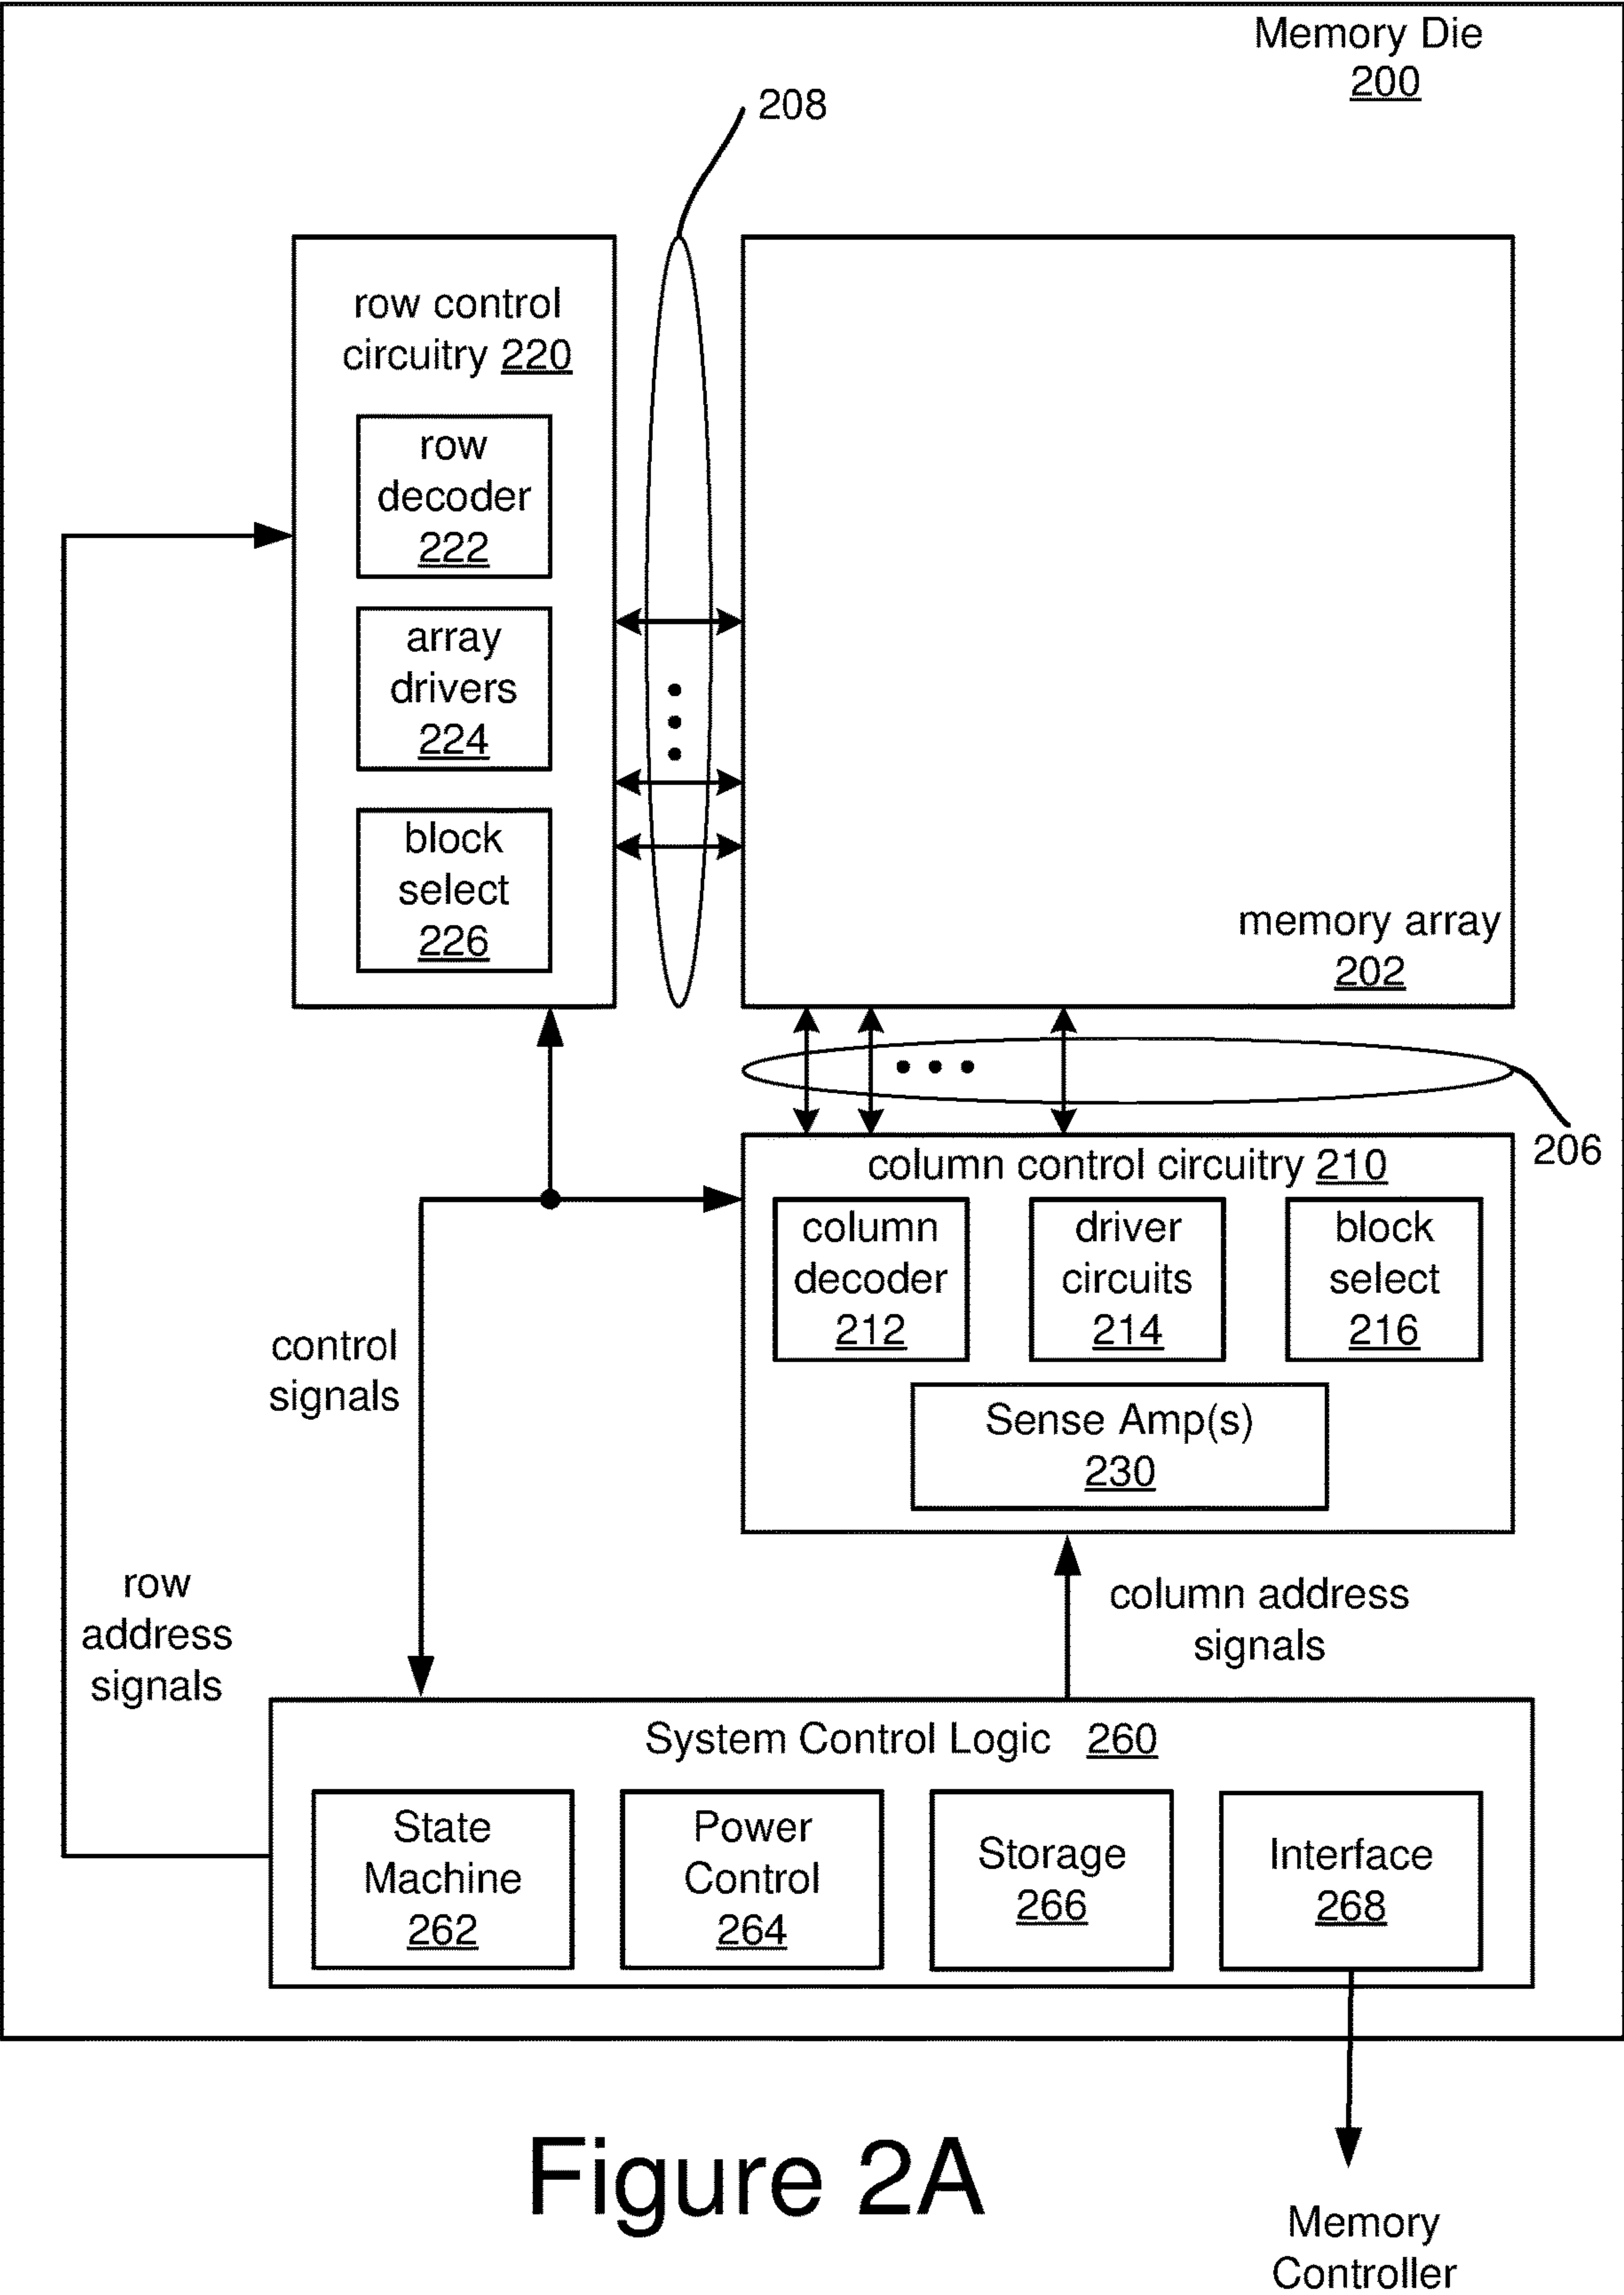 Memory Die
200
208
row control
circuitry 220
row
decoder
222
array
drivers
224
block
select
226
memory array
202
206
column control circuitry 210
column
decoder
212
driver
circuits
214
block
select
216
Sense Amp(s)
230
control
signals
row
address
signals
column address
signals
System Control Logic 260
State
Machine
262
Power
Control
264
Storage
266
Interface
268
Figure 2A
Memory
Controller